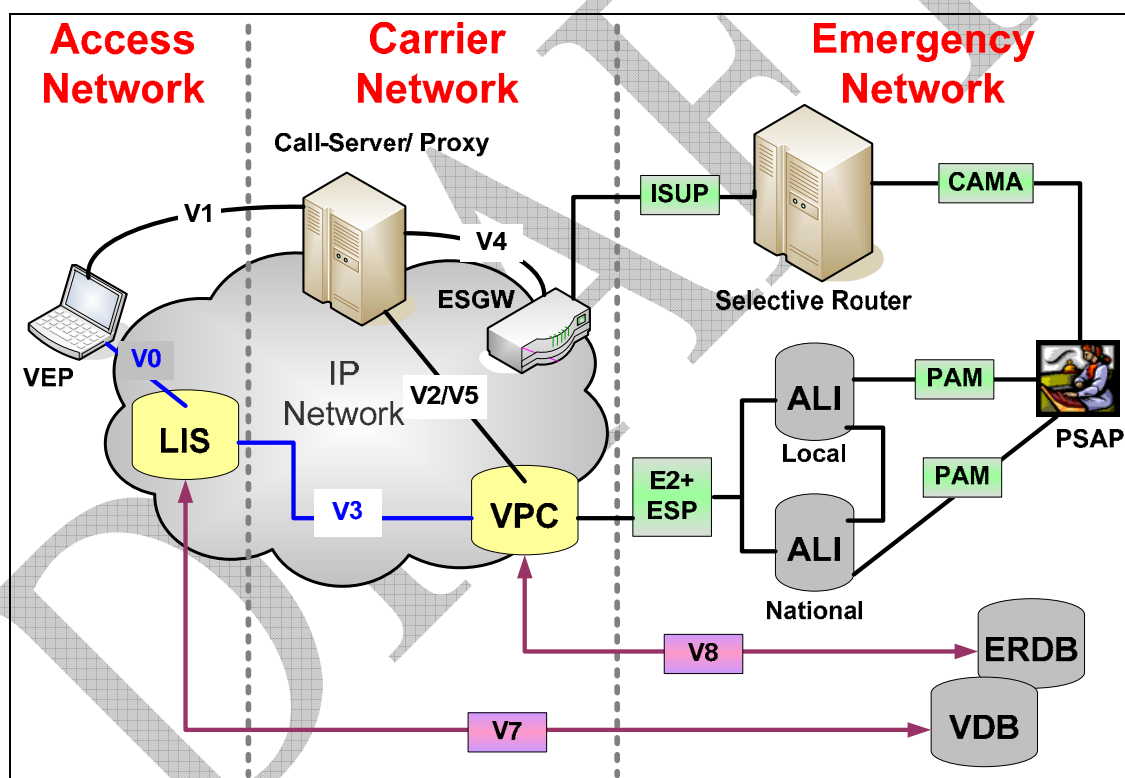 Access
Network
Carrier
Network
Emergency
Network
Call-Server/ Proxy
V1
V4
ISUP
CAMA
ESGW
Selective Router
VEP
V0
IP
Network
V2/V5
LIS
V3
VPC
E2+
ESP
ALI
Local
PAM
PSAP
PAM
ALI
National
V8
ERDB
V7
VDB
DRAFT